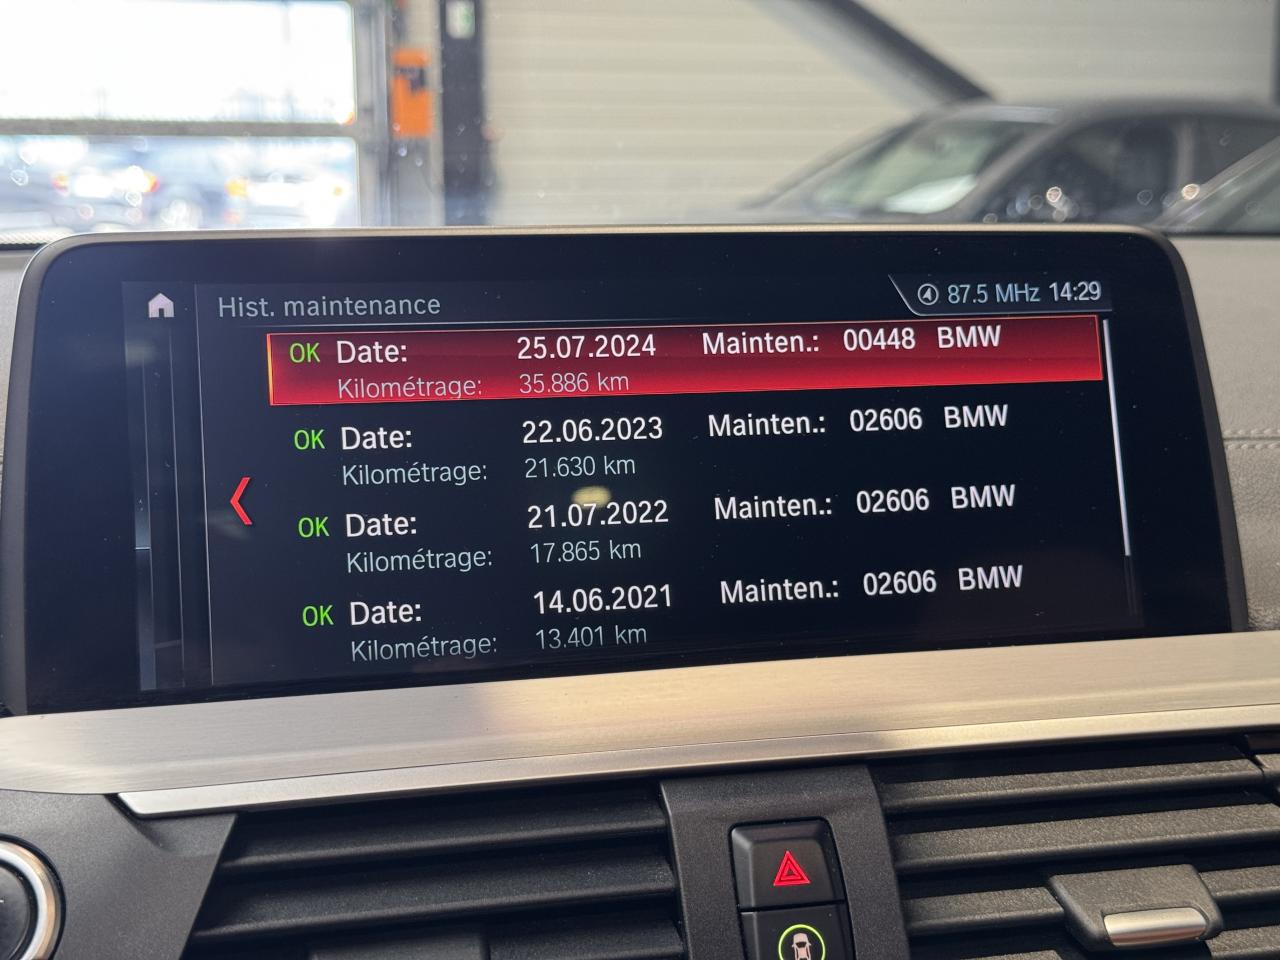 Hist. maintenance
87.5 MHz 14:29
OK Date: 25.07.2024 Mainten.: 00448 BMW
Kilométrage: 35.886 km
OK Date: 22.06.2023 Mainten.: 02606 BMW
Kilométrage: 21.630 km
OK Date: 21.07.2022 Mainten.: 02606 BMW
Kilométrage: 17.865 km
OK Date: 14.06.2021 Mainten.: 02606 BMW
Kilométrage: 13.401 km